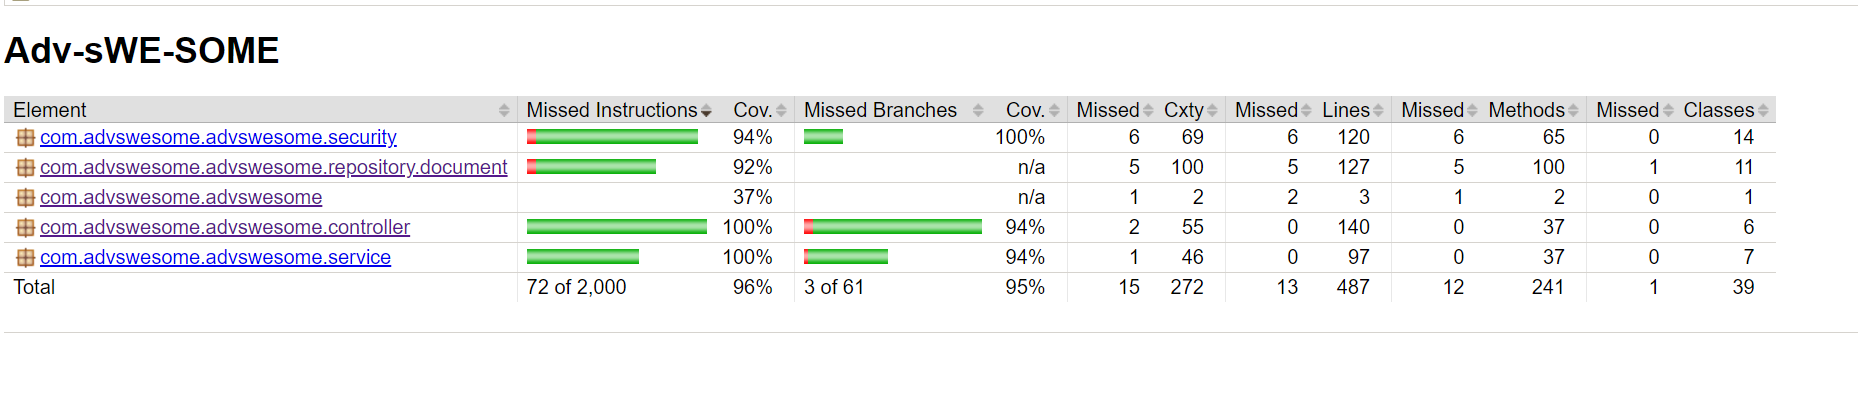 Adv-sWE-SOME
Element Missed Instructions Cov. Missed Branches Cov. Missed Cxty Missed Lines Missed Methods Missed Classes
com.advswesome.advswesome.security 94% 100% 6 69 6 120 6 65 0 14
com.advswesome.advswesome.repository.document 92% n/a 5 100 5 127 5 100 1 11
com.advswesome.advswesome 37% n/a 1 2 2 3 1 2 0 1
com.advswesome.advswesome.controller 100% 94% 2 55 0 140 0 37 0 6
com.advswesome.advswesome.service 100% 94% 1 46 0 97 0 37 0 7
Total 72 of 2,000 96% 3 of 61 95% 15 272 13 487 12 241 1 39